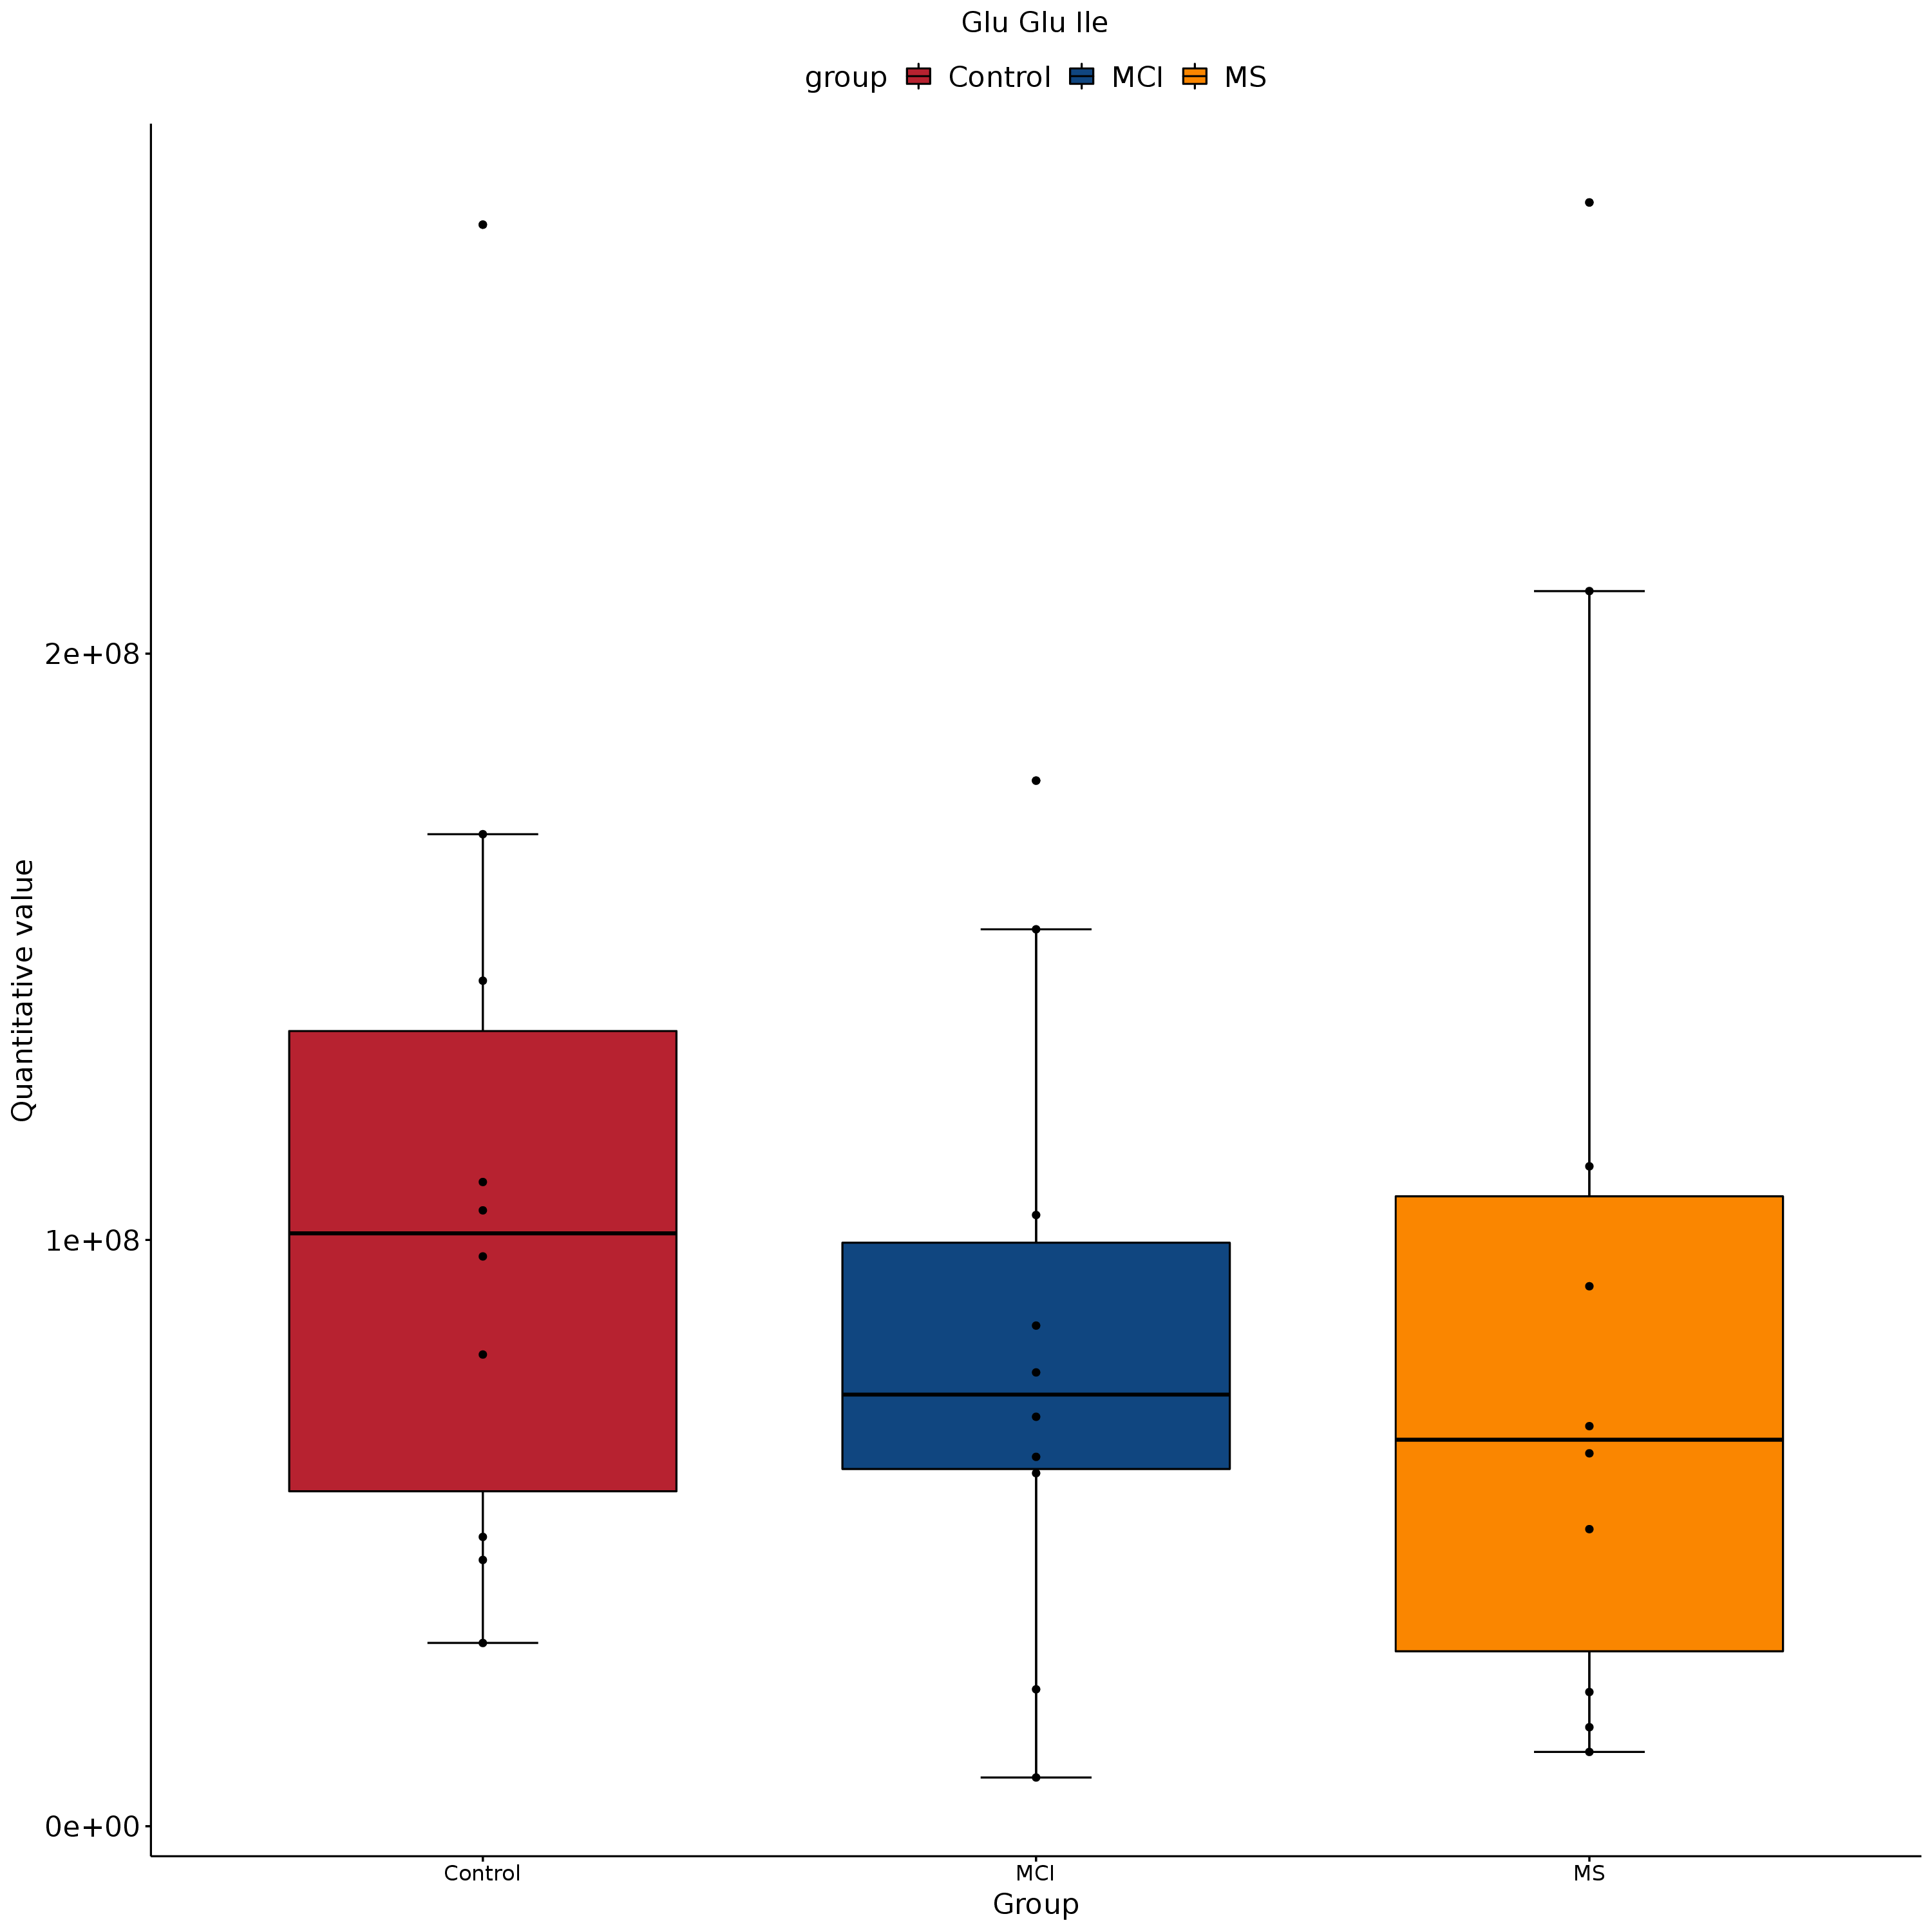 Glu Glu Ile
group Control MCI MS
Quantitative value
2e+08
1e+08
0e+00
Control MCI MS
Group